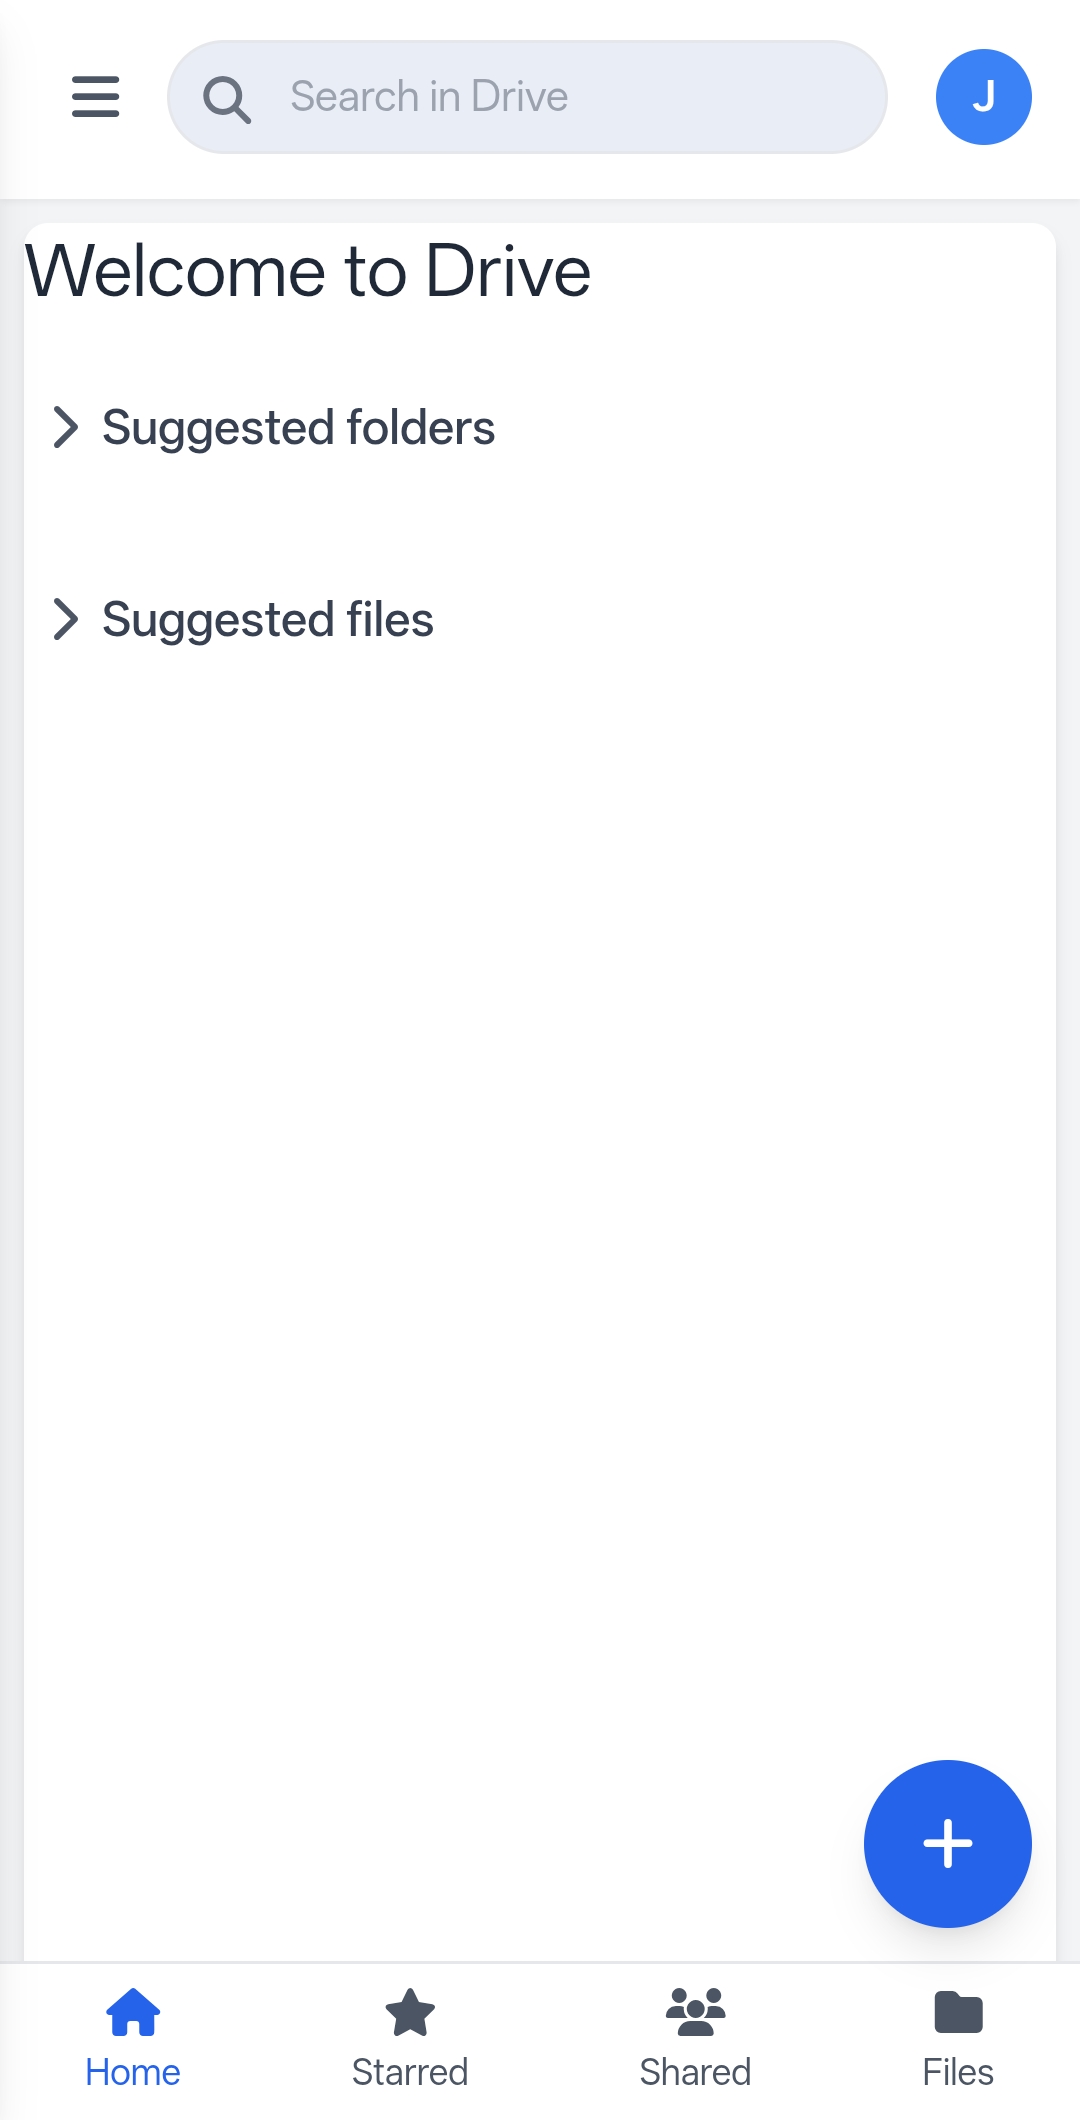 Search in Drive
J
Welcome to Drive
Suggested folders
Suggested files
Home
Starred
Shared
Files